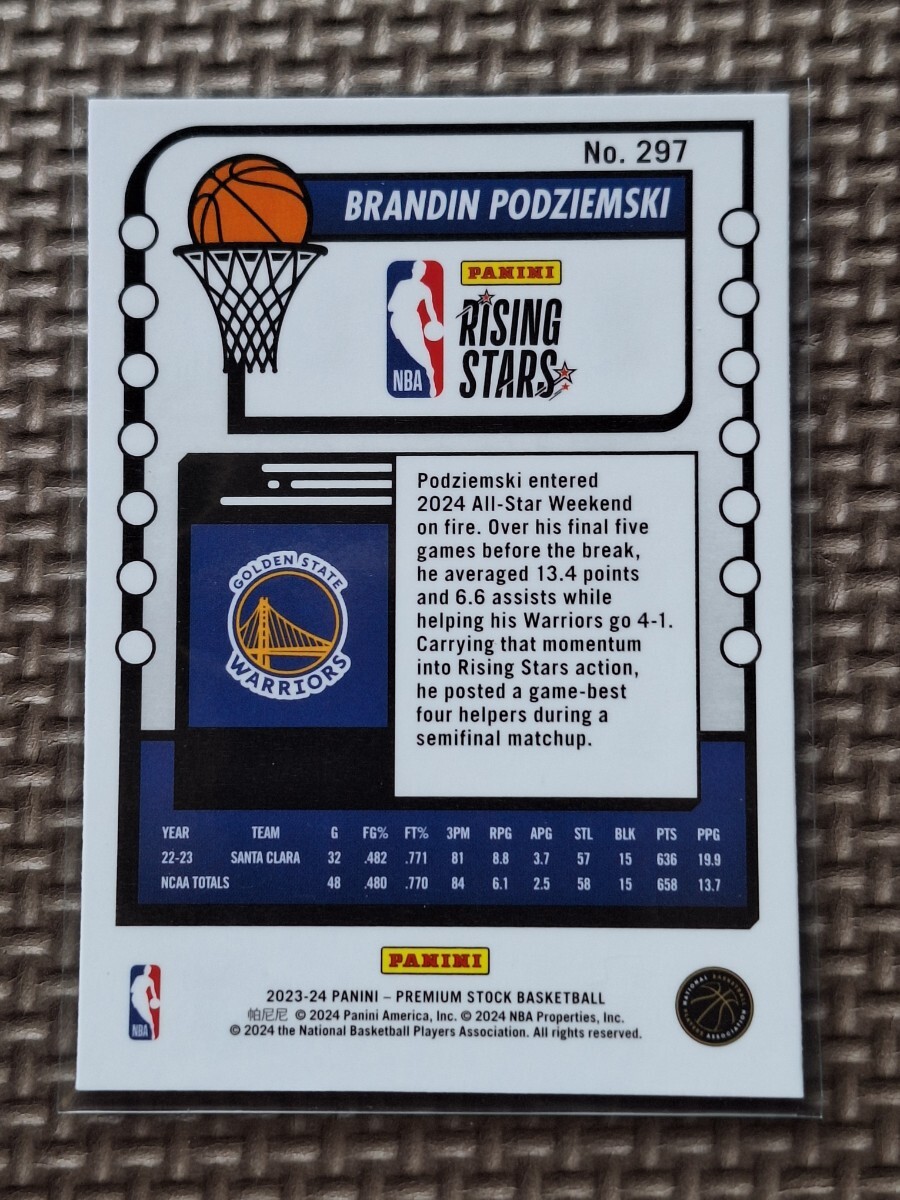 No. 297
BRANDIN PODZIEMSKI
PANINI
NBA
RISING
STARS
Podziemski entered
2024 All-Star Weekend
on fire. Over his final five
games before the break,
he averaged 13.4 points
and 6.6 assists while
helping his Warriors go 4-1.
Carrying that momentum
into Rising Stars action,
he posted a game-best
four helpers during a
semifinal matchup.
GOLDEN STATE
WARRIORS
YEAR TEAM G FG% FT% 3PM RPG APG STL BLK PTS PPG
22-23 SANTA CLARA 32 .482 .771 81 8.8 3.7 57 15 636 19.9
NCAA TOTALS 48 .480 .770 84 6.1 2.5 58 15 658 13.7
PANINI
NBA
2023-24 PANINI – PREMIUM STOCK BASKETBALL
帕尼尼 © 2024 Panini America, Inc. © 2024 NBA Properties, Inc.
© 2024 the National Basketball Players Association. All rights reserved.
NATIONAL BASKETBALL
PLAYERS ASSOCIATION